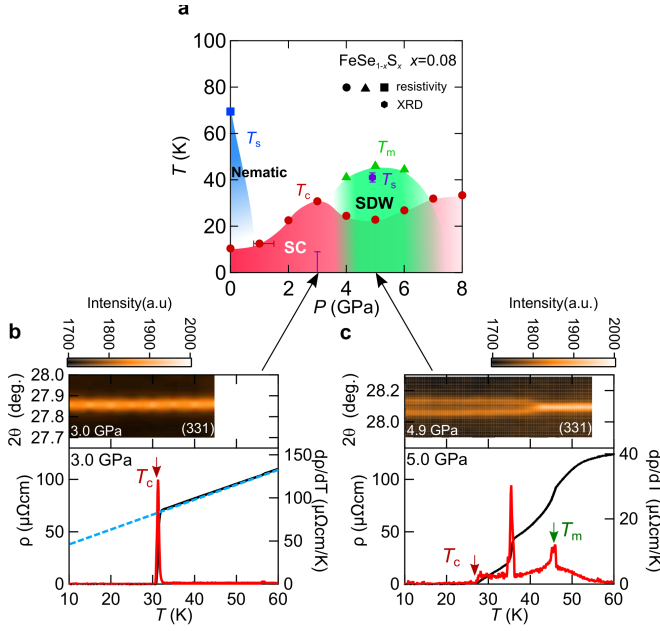 a
FeSe1-xSx x=0.08
resistivity
XRD
100
80
60
40
20
0
T (K)
Ts
Nematic
Tc
SC
Tm
Ts
SDW
0 2 4 6 8
P (GPa)
b
Intensity(a.u)
1700 1800 1900 2000
28.0
27.9
27.8
27.7
2θ (deg.)
3.0 GPa (331)
3.0 GPa
Tc
100
50
0
ρ (μΩcm)
150
100
50
0
dρ/dT (μΩcm/K)
10 20 30 40 50 60
T (K)
c
Intensity(a.u.)
1700 1800 1900 2000
28.2
28.0
2θ (deg.)
4.9 GPa (331)
5.0 GPa
Tc
Tm
100
50
0
ρ (μΩcm)
40
30
20
10
0
dρ/dT (μΩcm/K)
10 20 30 40 50 60
T (K)